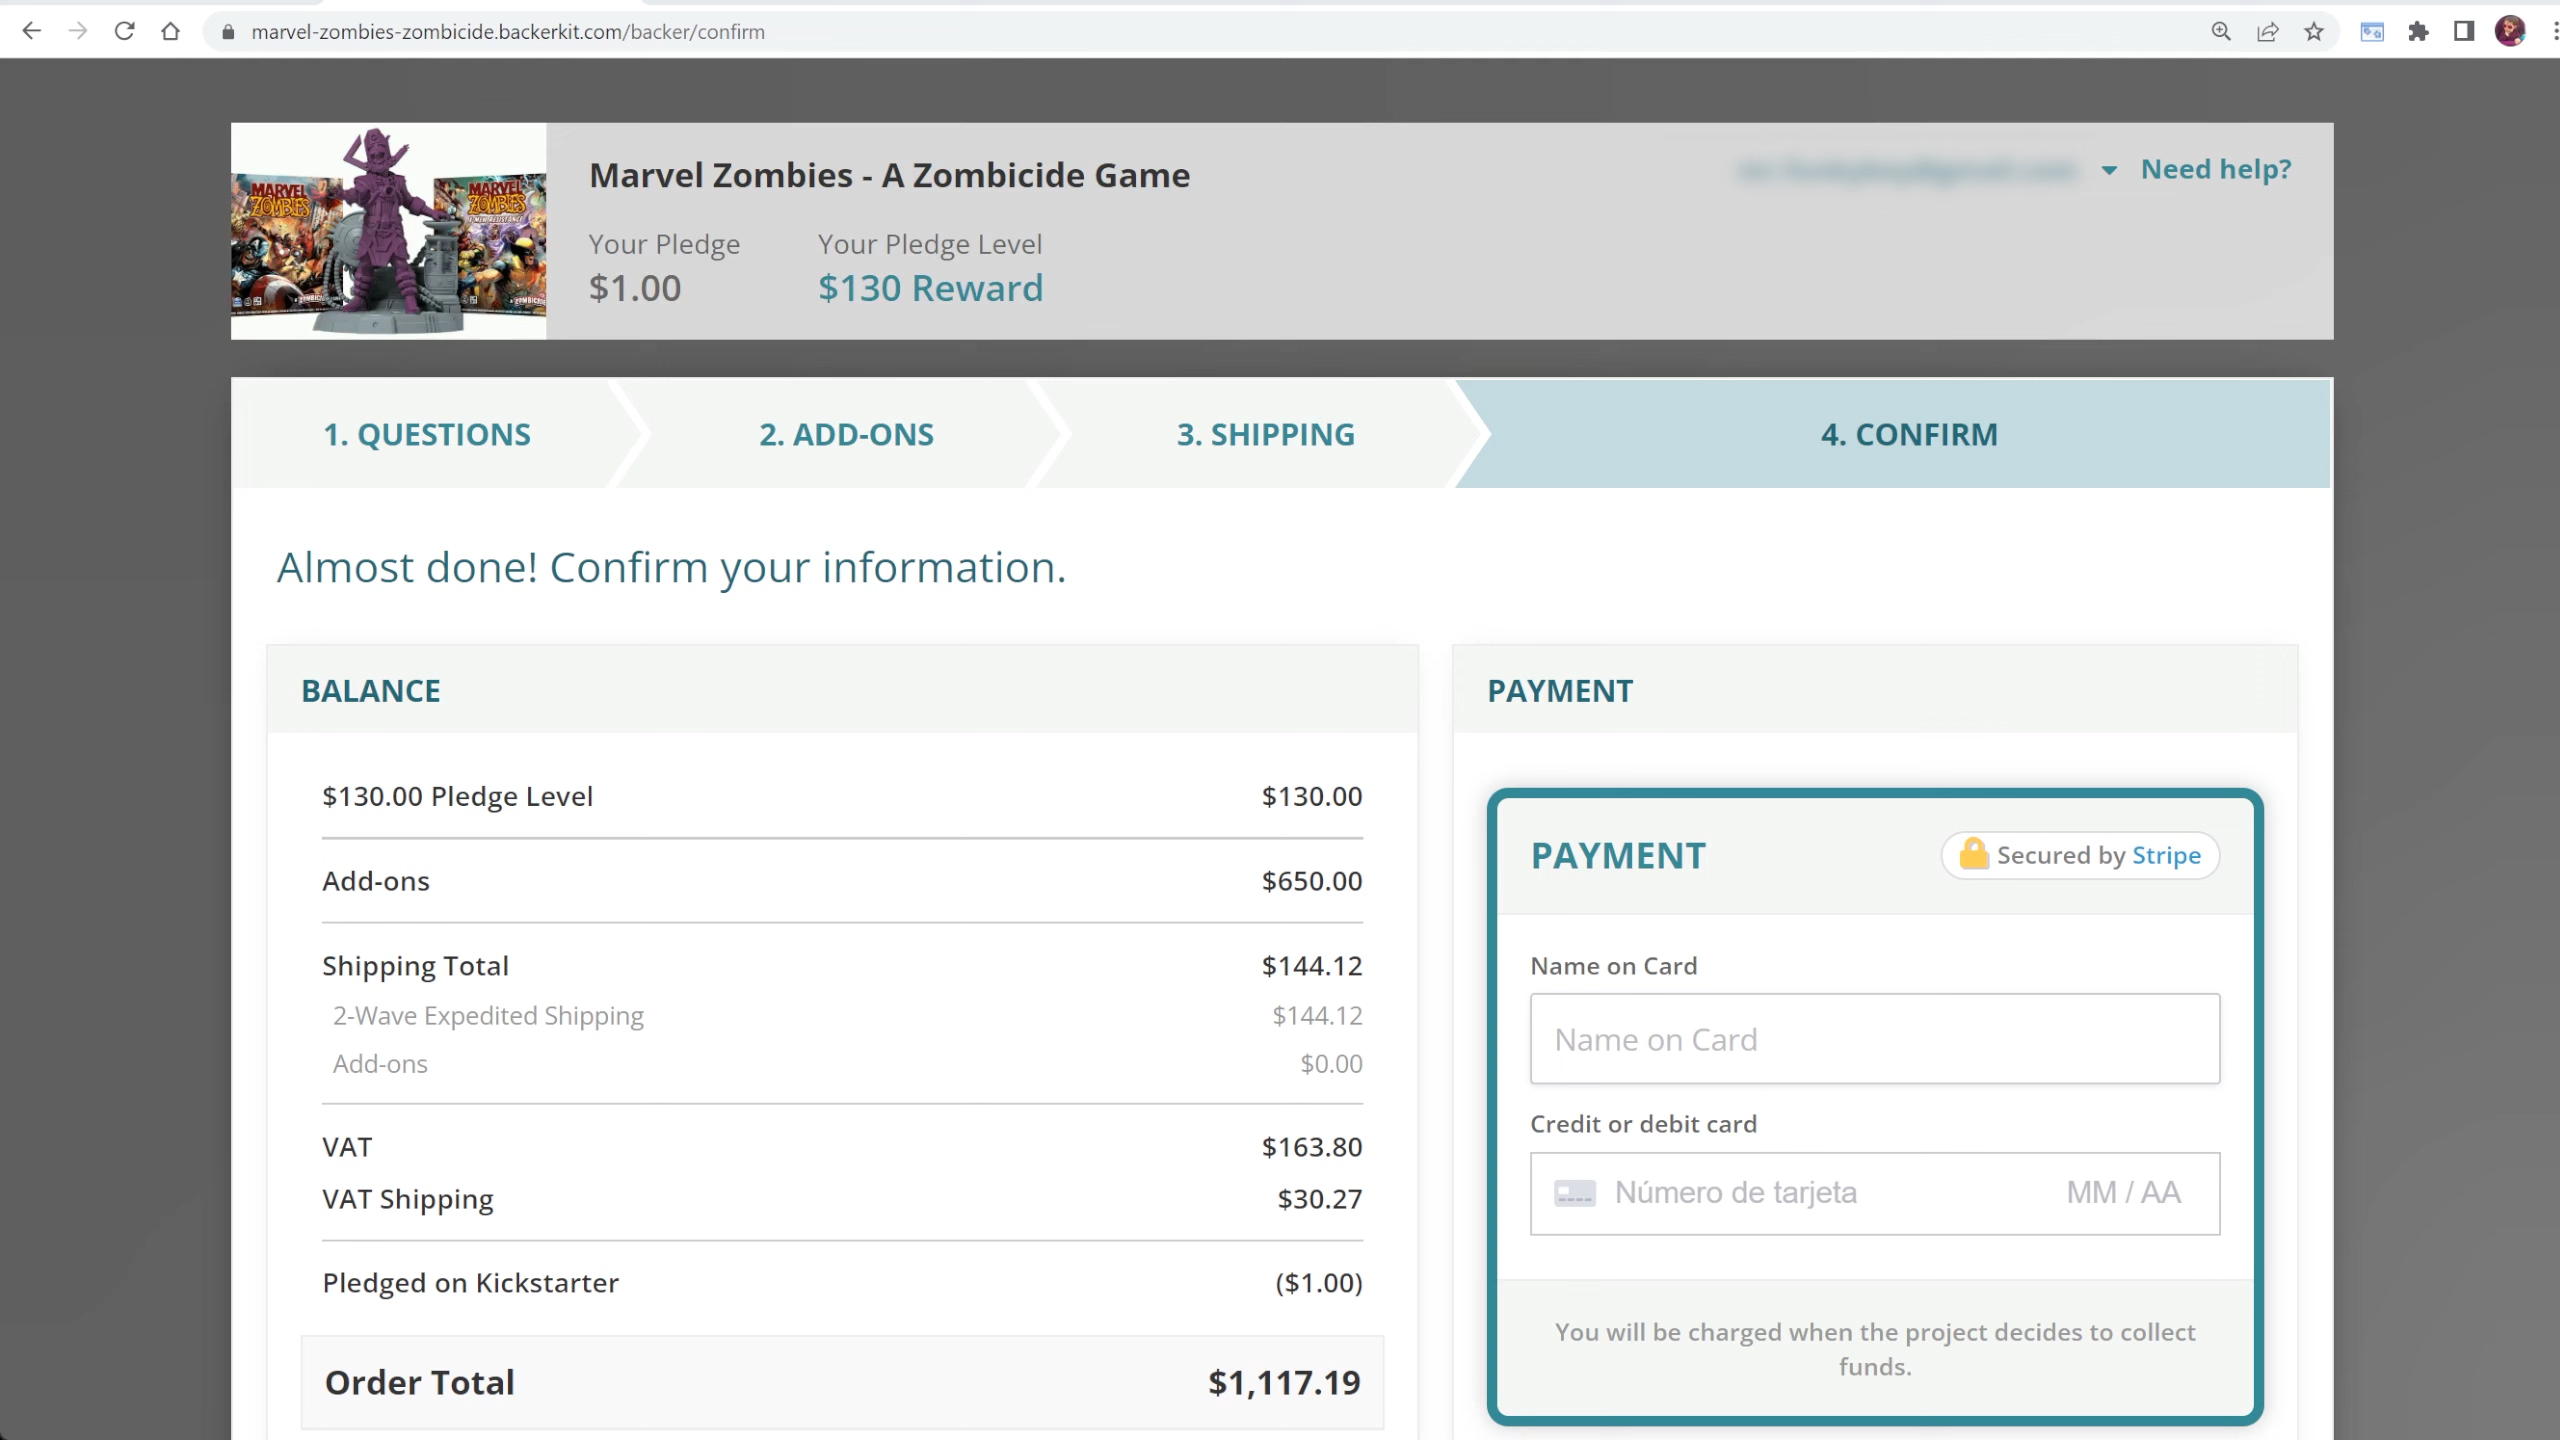 marvel-zombies-zombicide.backerkit.com/backer/confirm
MARVEL ZOMBIES
MARVEL ZOMBIES
Marvel Zombies - A Zombicide Game
Need help?
Your Pledge
$1.00
Your Pledge Level
$130 Reward
1. QUESTIONS
2. ADD-ONS
3. SHIPPING
4. CONFIRM
Almost done! Confirm your information.
BALANCE
$130.00 Pledge Level $130.00
Add-ons $650.00
Shipping Total $144.12
2-Wave Expedited Shipping $144.12
Add-ons $0.00
VAT $163.80
VAT Shipping $30.27
Pledged on Kickstarter ($1.00)
Order Total $1,117.19
PAYMENT
PAYMENT
Secured by Stripe
Name on Card
Name on Card
Credit or debit card
Número de tarjeta MM / AA
You will be charged when the project decides to collect
funds.